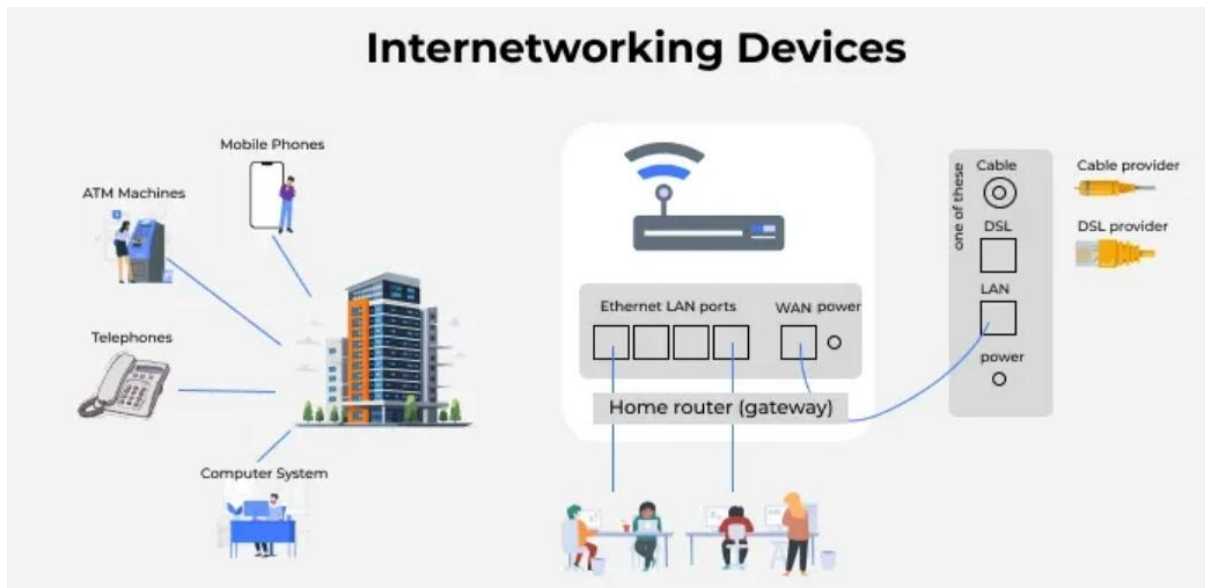 Internetworking Devices
Mobile Phones
ATM Machines
Telephones
Computer System
Ethernet LAN ports
WAN power
Home router (gateway)
one of these
Cable
DSL
LAN
power
Cable provider
DSL provider